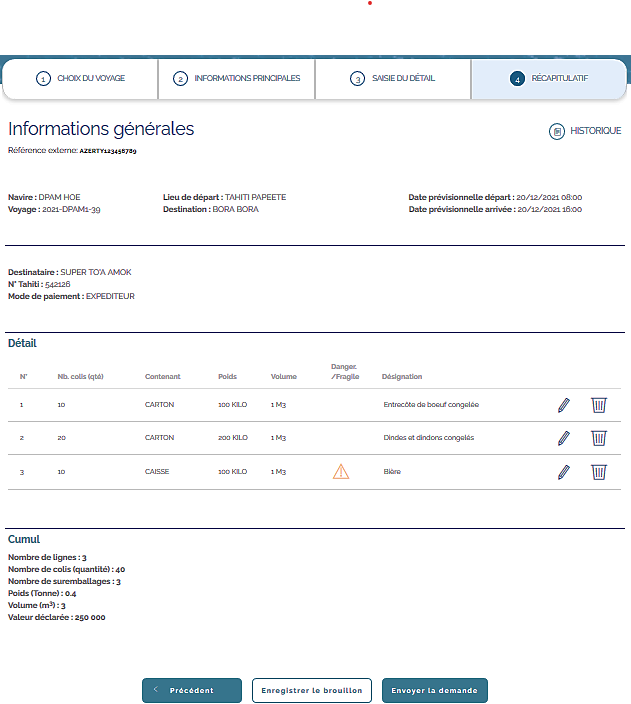 1 CHOIX DU VOYAGE 2 INFORMATIONS PRINCIPALES 3 SAISIE DU DÉTAIL 4 RÉCAPITULATIF
Informations générales
HISTORIQUE
Référence externe: AZERTY123456789
Navire : DPAM HOE Lieu de départ : TAHITI PAPEETE Date prévisionnelle départ : 20/12/2021 08:00
Voyage : 2021-DPAM1-39 Destination : BORA BORA Date prévisionnelle arrivée : 20/12/2021 16:00
Destinataire : SUPER TO'A AMOK
N° Tahiti : 542126
Mode de paiement : EXPEDITEUR
Détail
N° Nb. colis (qté) Contenant Poids Volume Danger. /Fragile Désignation
1 10 CARTON 100 KILO 1 M3 Entrecôte de boeuf congelée
2 20 CARTON 200 KILO 1 M3 Dindes et dindons congelés
3 10 CAISSE 100 KILO 1 M3 Bière
Cumul
Nombre de lignes : 3
Nombre de colis (quantité) : 40
Nombre de suremballages : 3
Poids (Tonne) : 0.4
Volume (m³) : 3
Valeur déclarée : 250 000
Précédent Enregistrer le brouillon Envoyer la demande